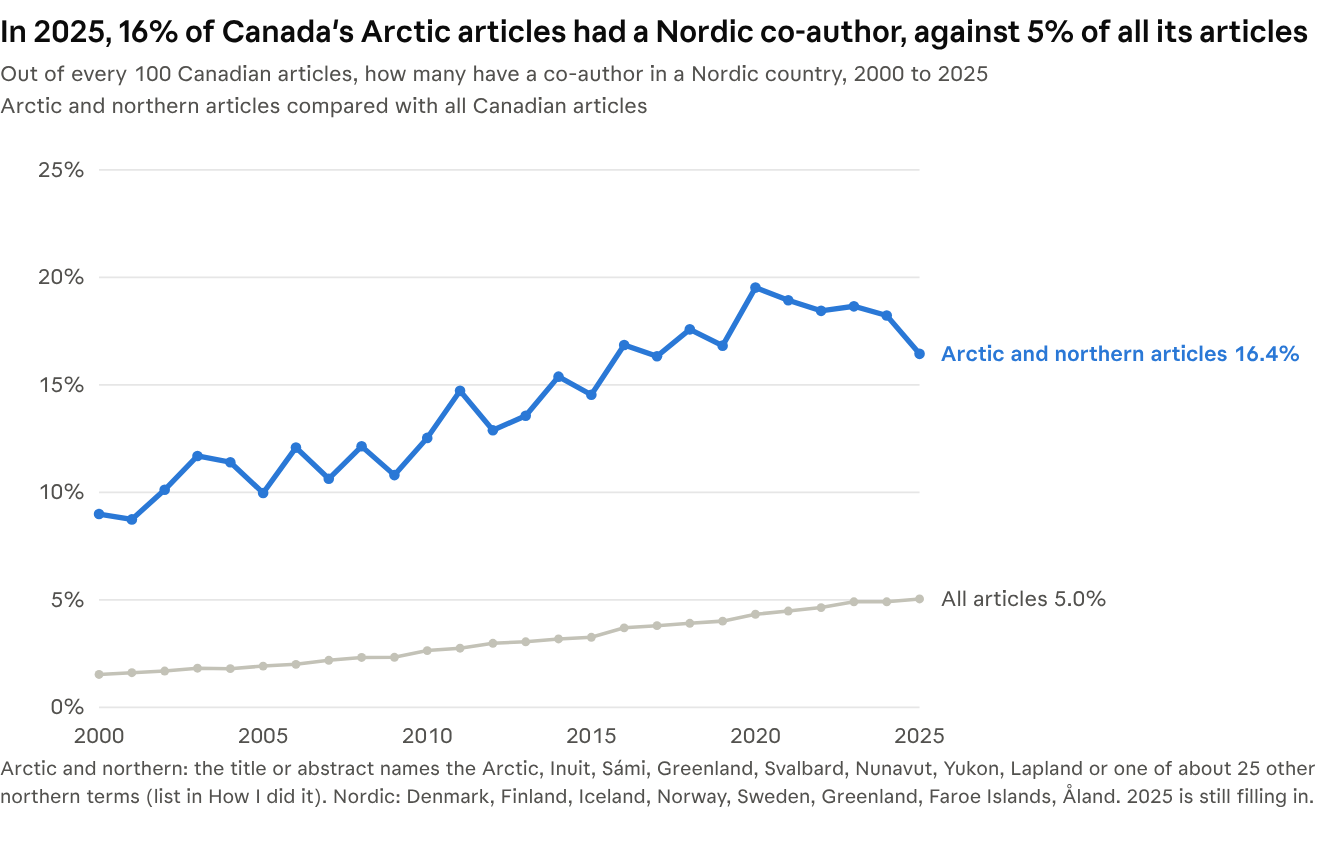 In 2025, 16% of Canada's Arctic articles had a Nordic co-author, against 5% of all its articles
Out of every 100 Canadian articles, how many have a co-author in a Nordic country, 2000 to 2025
Arctic and northern articles compared with all Canadian articles
25%
20%
15%
10%
5%
0%
Arctic and northern articles 16.4%
All articles 5.0%
2000 2005 2010 2015 2020 2025
Arctic and northern: the title or abstract names the Arctic, Inuit, Sámi, Greenland, Svalbard, Nunavut, Yukon, Lapland or one of about 25 other
northern terms (list in How I did it). Nordic: Denmark, Finland, Iceland, Norway, Sweden, Greenland, Faroe Islands, Åland. 2025 is still filling in.